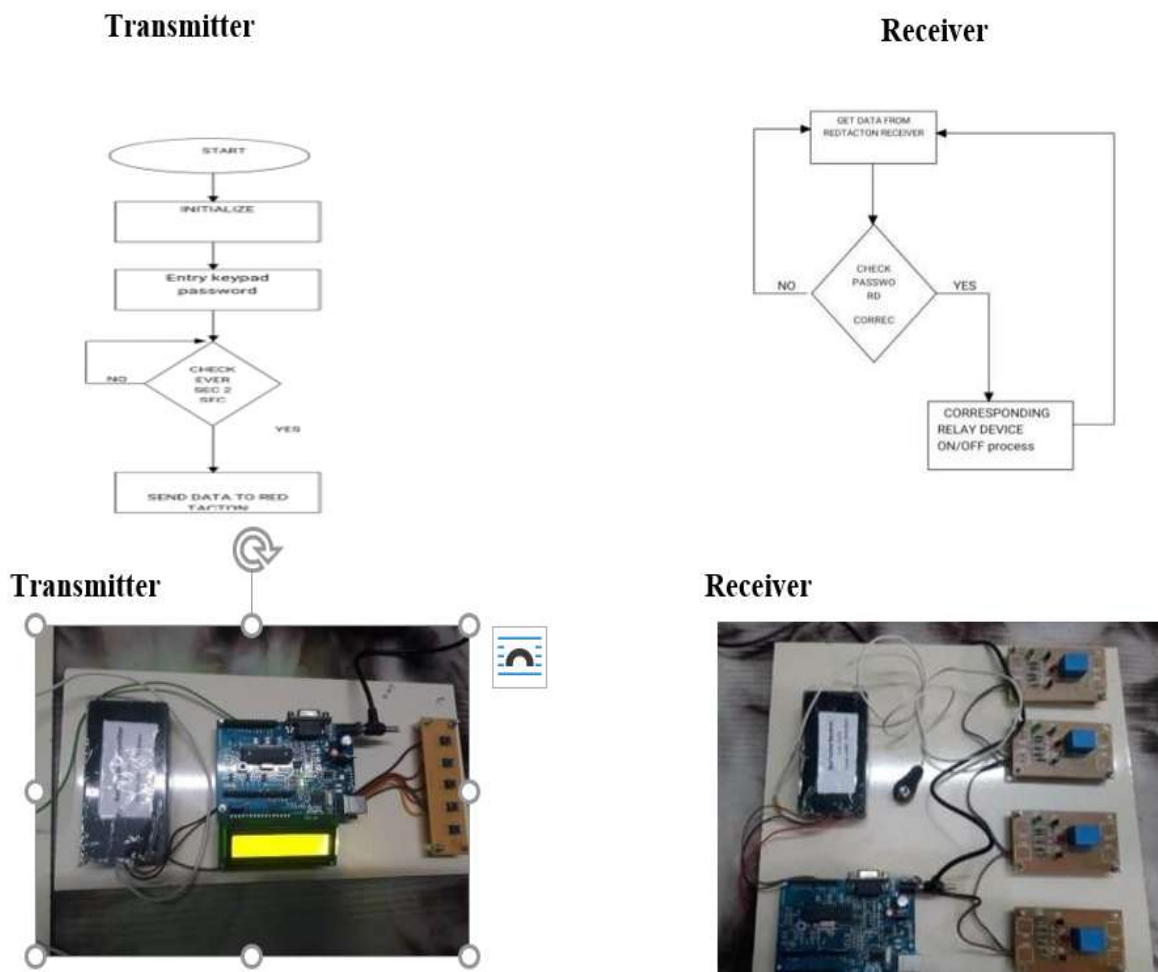 Transmitter
Receiver
START
INITIALIZE
Entry keypad
password
CHECK
EVER
SEC 2
SEC
NO
YES
SEND DATA TO RED
TACTON
GET DATA FROM
REDTACTON RECEIVER
CHECK
PASSWO
RD
CORREC
NO
YES
CORRESPONDING
RELAY DEVICE
ON/OFF process
Transmitter
Receiver